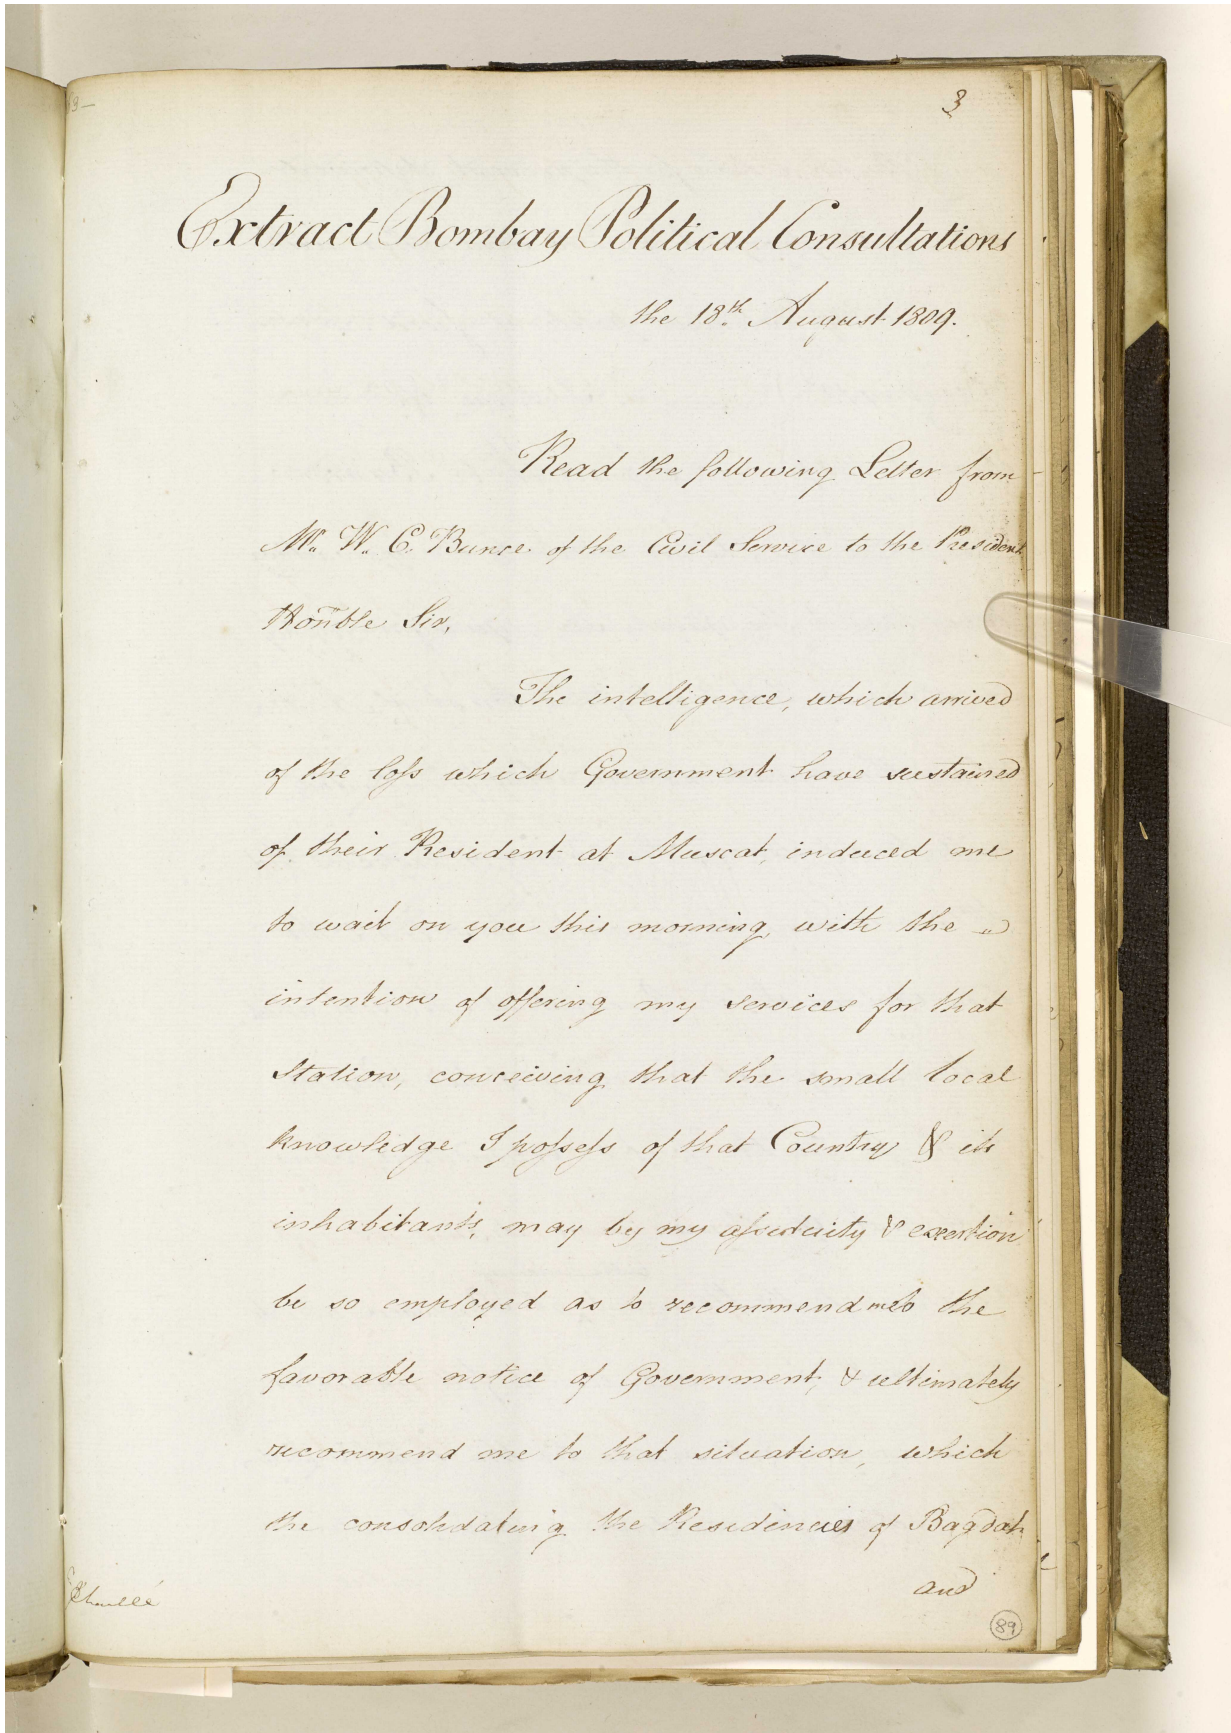 3
Extract Bombay Political Consultations
the 18th August 1809.
Read the following Letter from
Mr. W. C. Bunce of the Civil Service to the President
Honble Sir,
The intelligence, which arrived
of the loss which Government have sustained
of their Resident at Muscat, induced me
to wait on you this morning, with the
intention of offering my services for that
Station, conceiving that the small local
knowledge I possess of that Country & its
inhabitants, may by my assiduity & exertion
be so employed as to recommend me to the
favorable notice of Government, & ultimately
recommend me to that situation, which
the consolidating the Residencies of Bagdah
and
89